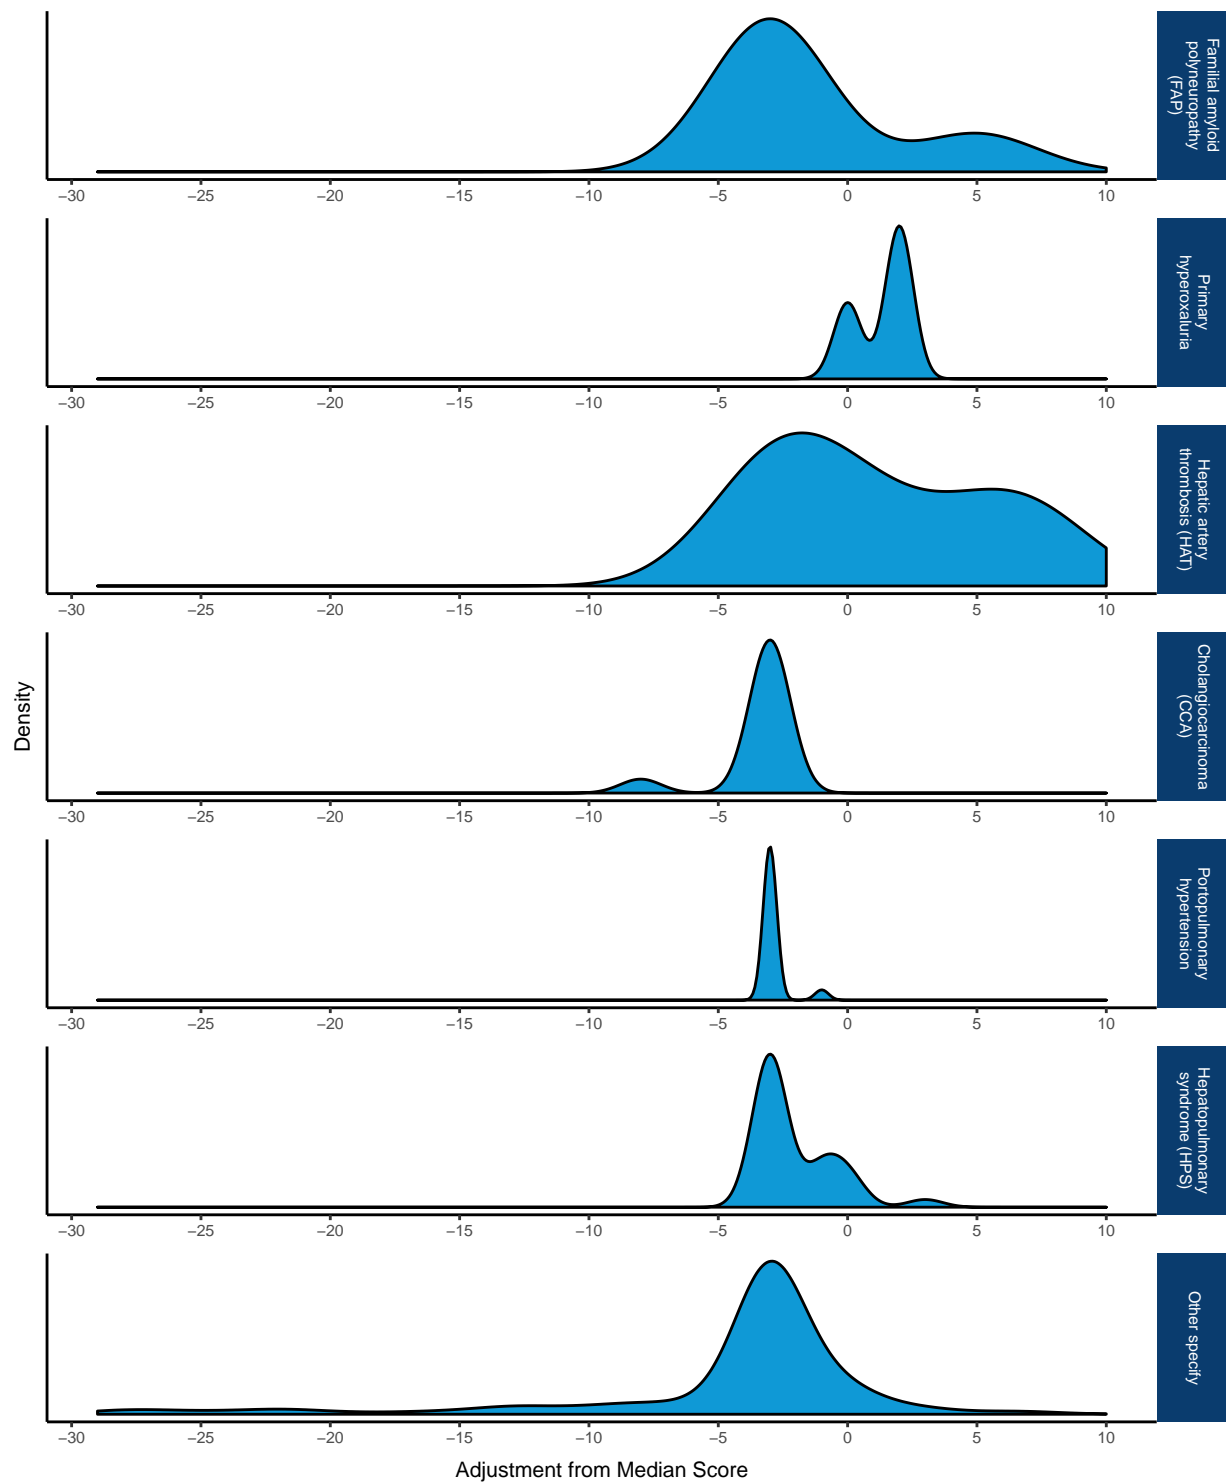 Familial amyloid
polyneuropathy
(FAP)
−30 −25 −20 −15 −10 −5 0 5 10
Primary
hyperoxaluria
−30 −25 −20 −15 −10 −5 0 5 10
Hepatic artery
thrombosis (HAT)
−30 −25 −20 −15 −10 −5 0 5 10
Density
Cholangiocarcinoma
(CCA)
−30 −25 −20 −15 −10 −5 0 5 10
Portopulmonary
hypertension
−30 −25 −20 −15 −10 −5 0 5 10
Hepatopulmonary
syndrome (HPS)
−30 −25 −20 −15 −10 −5 0 5 10
Other specify
−30 −25 −20 −15 −10 −5 0 5 10
Adjustment from Median Score